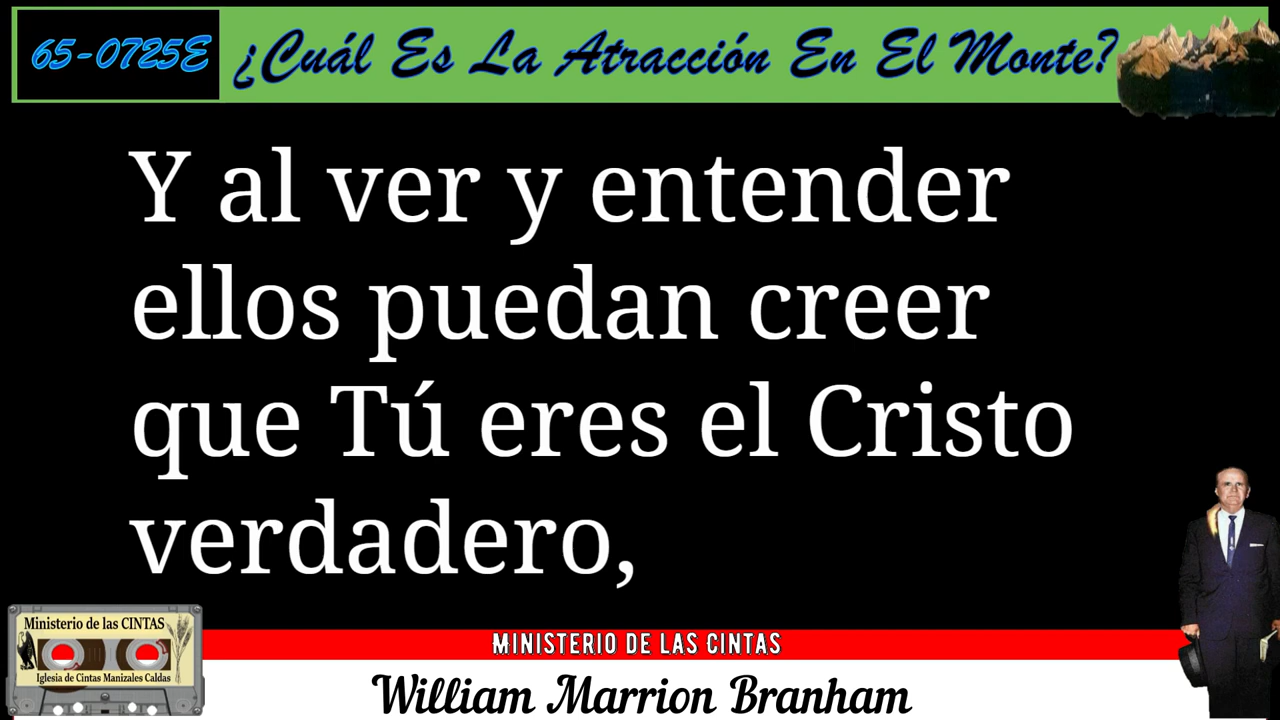 65-0725E ¿Cuál Es La Atracción En El Monte?
Y al ver y entender
ellos puedan creer
que Tú eres el Cristo
verdadero,
Ministerio de las CINTAS
Iglesia de Cintas Manizales Caldas
MINISTERIO DE LAS CINTAS
William Marrion Branham